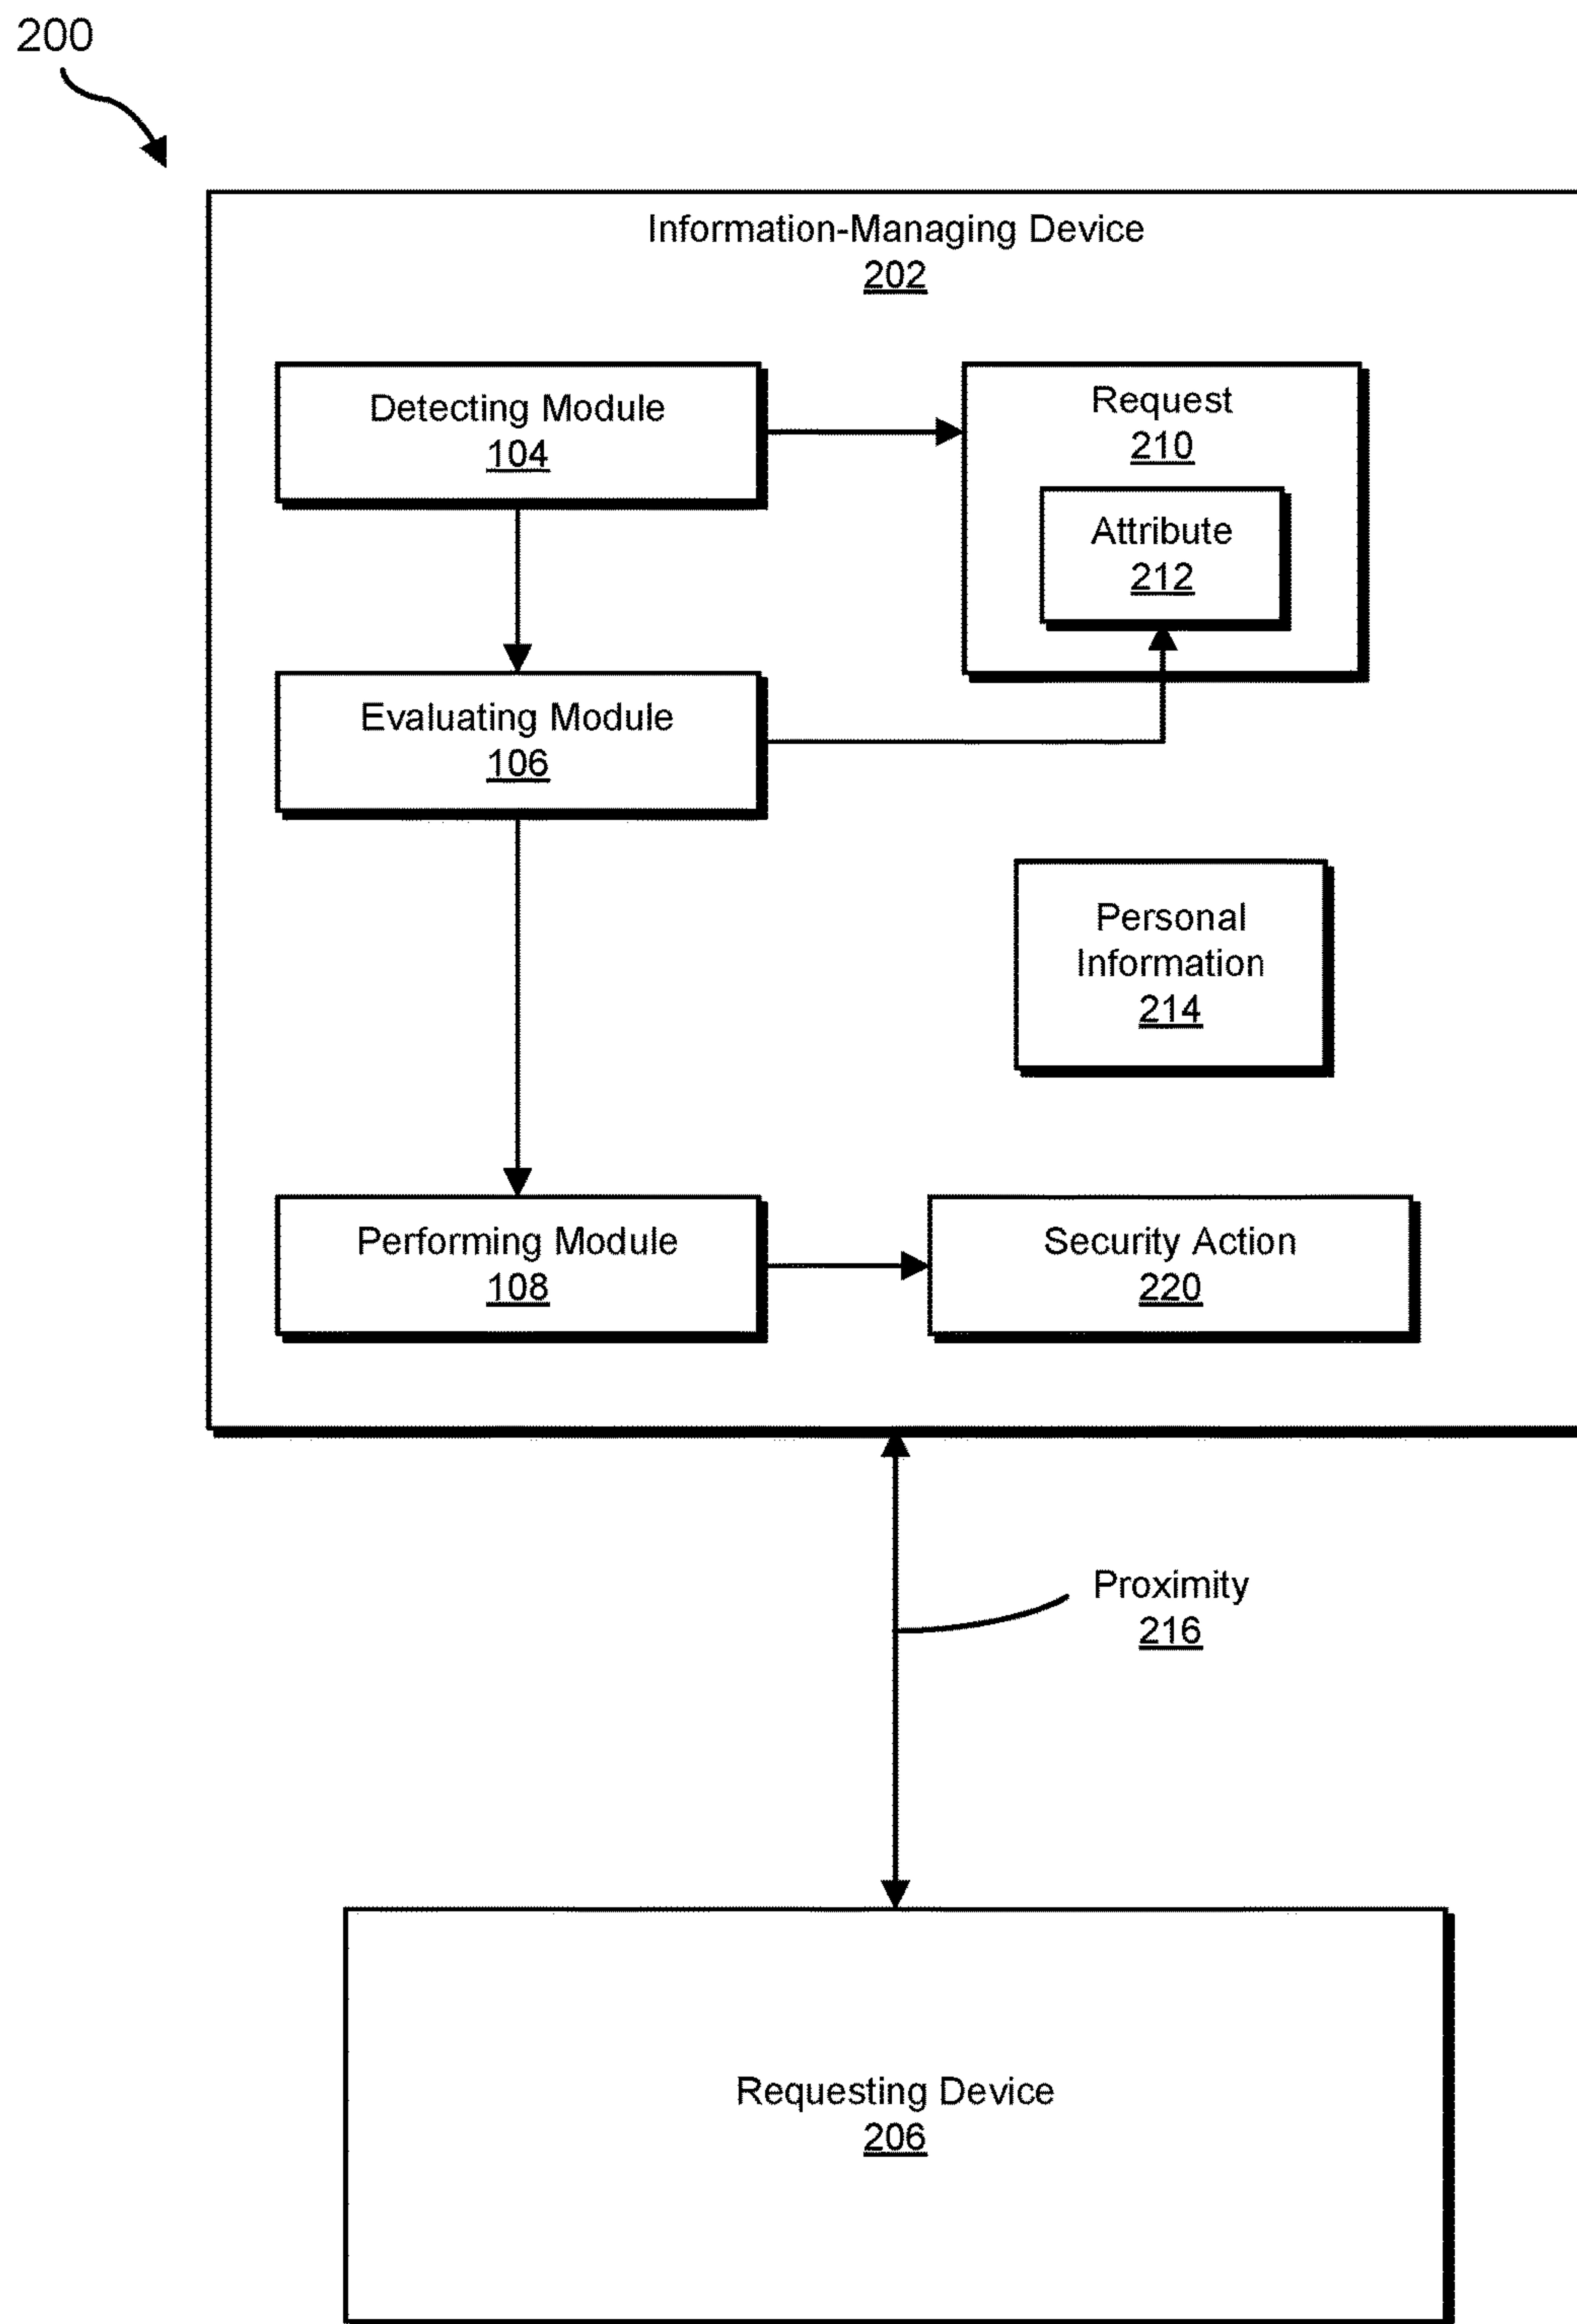 200
Information-Managing Device
202
Detecting Module
104
Request
210
Attribute
212
Evaluating Module
106
Personal
Information
214
Performing Module
108
Security Action
220
Proximity
216
Requesting Device
206